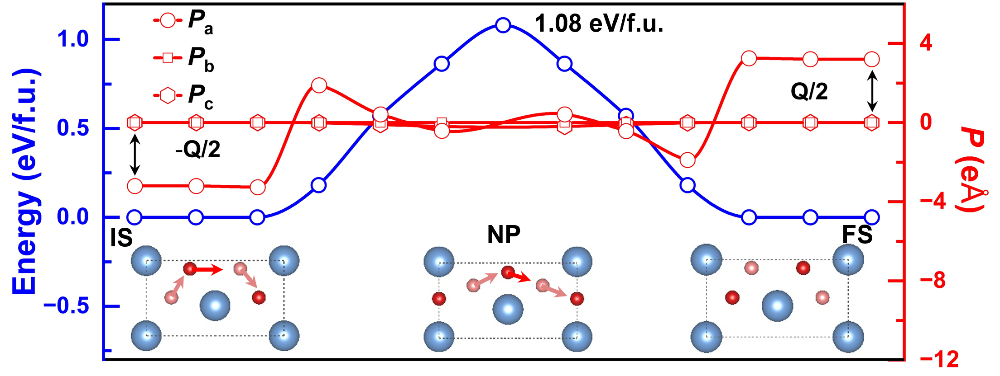 Energy (eV/f.u.)
1.0
0.5
0.0
−0.5
Pa
Pb
Pc
1.08 eV/f.u.
-Q/2
Q/2
IS
NP
FS
4
0
−4
−8
−12
P (eÅ)